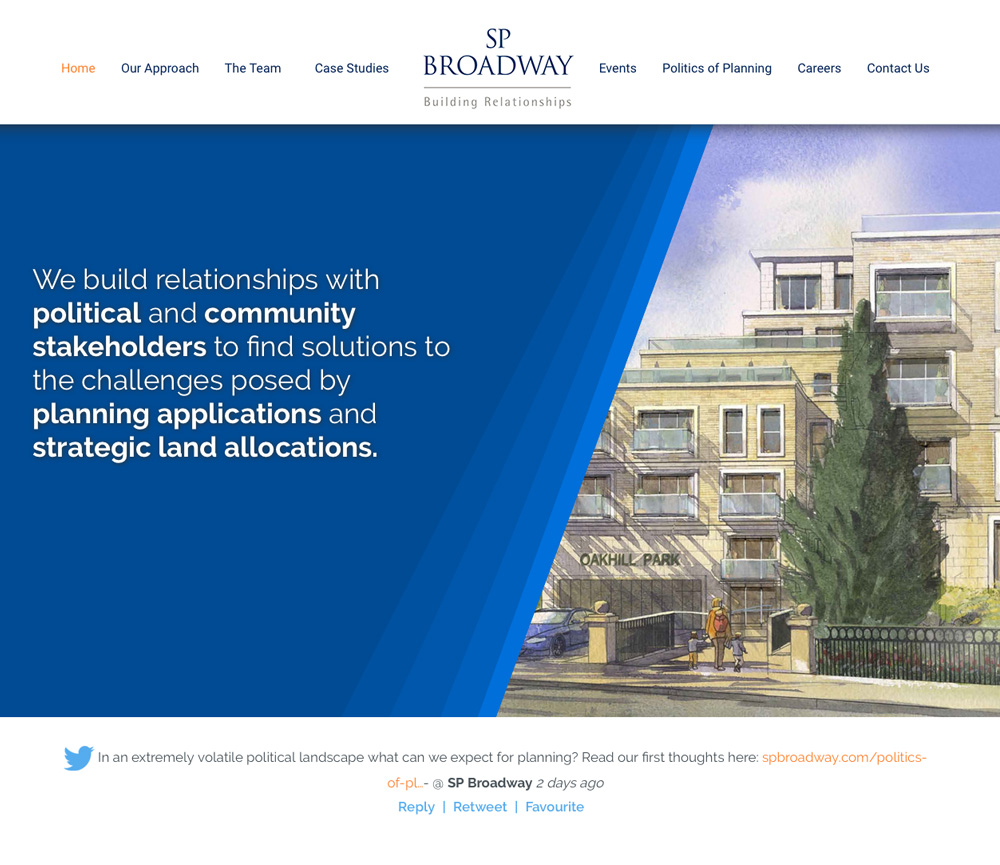 SP
BROADWAY
Building Relationships
Home Our Approach The Team Case Studies Events Politics of Planning Careers Contact Us
We build relationships with
political and community
stakeholders to find solutions to
the challenges posed by
planning applications and
strategic land allocations.
OAKHILL PARK
In an extremely volatile political landscape what can we expect for planning? Read our first thoughts here: spbroadway.com/politics-
of-pl…- @ SP Broadway 2 days ago
Reply | Retweet | Favourite